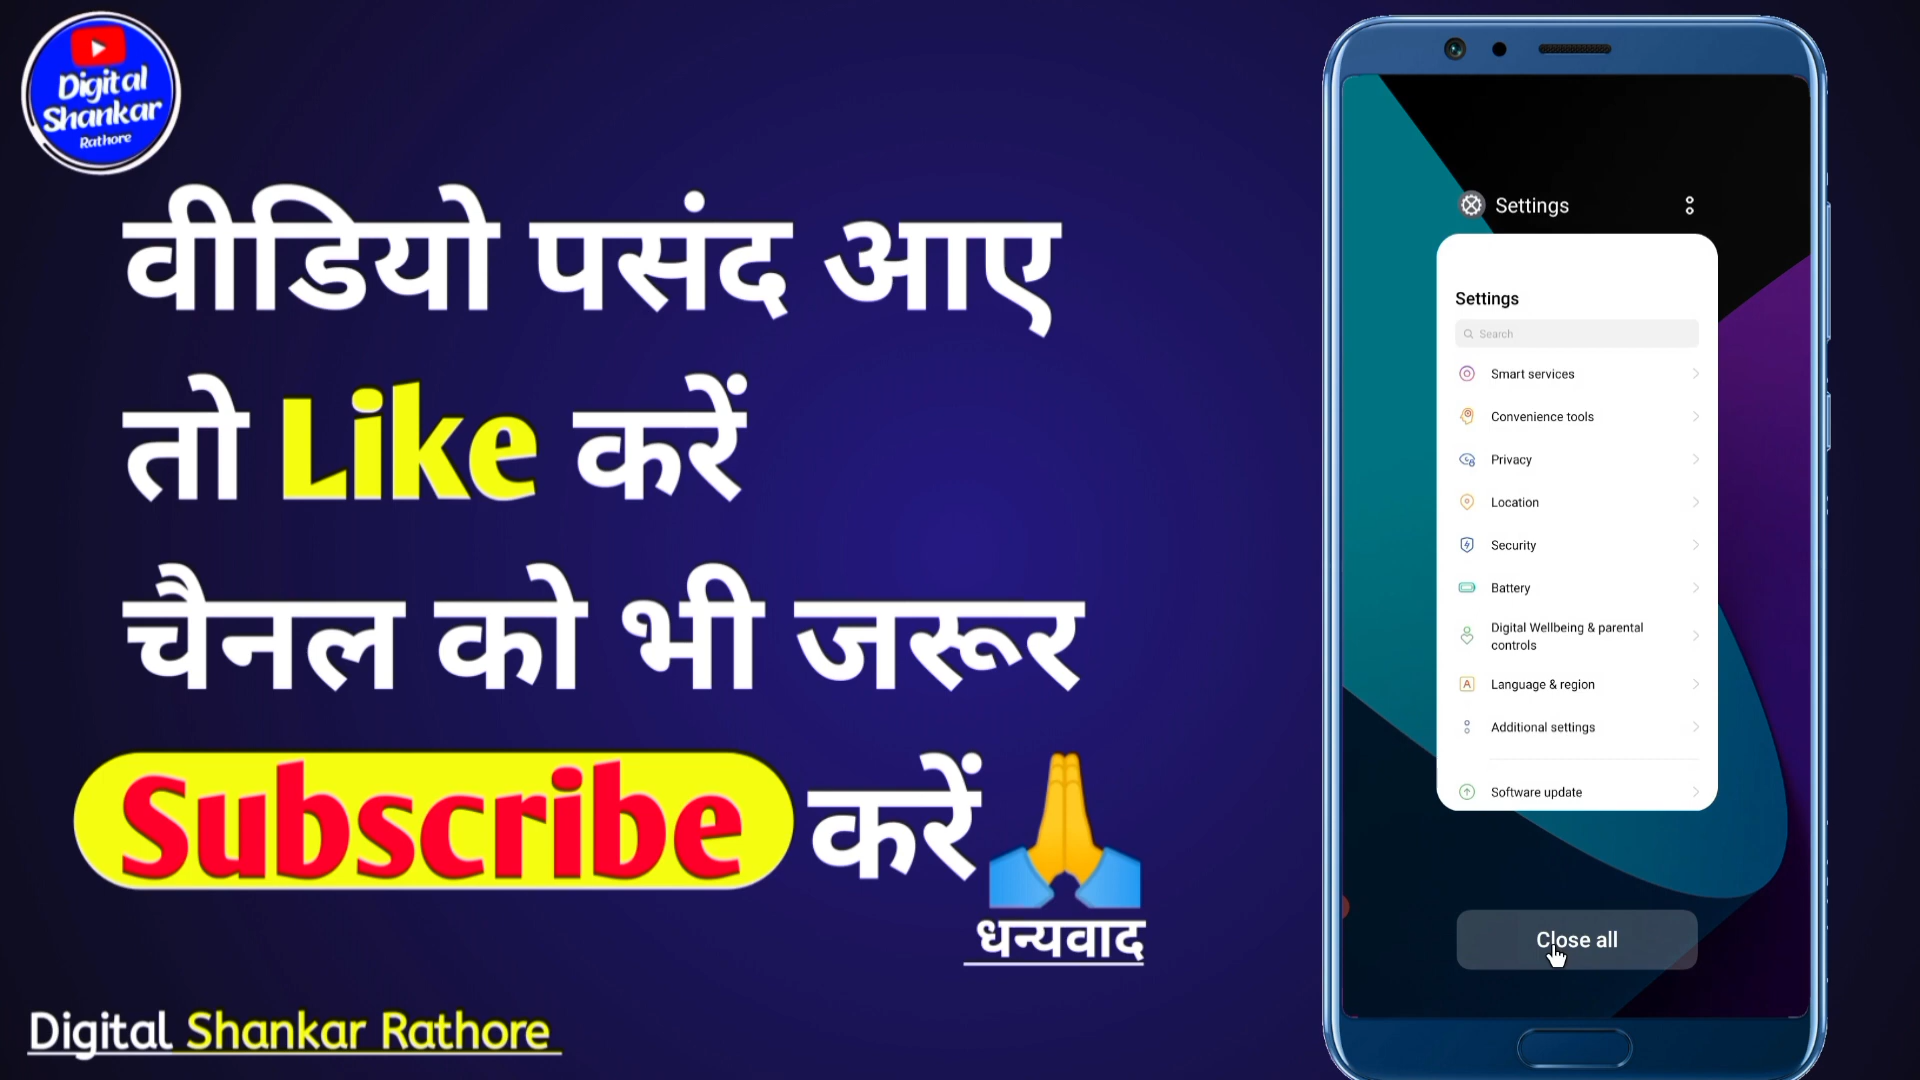 Digital
Shankar
Rathore
वीडियो पसंद आए
तो Like करें
चैनल को भी जरूर
Subscribe करें
धन्यवाद
Digital Shankar Rathore
Settings
Settings
Search
Smart services
Convenience tools
Privacy
Location
Security
Battery
Digital Wellbeing & parental
controls
Language & region
Additional settings
Software update
Close all